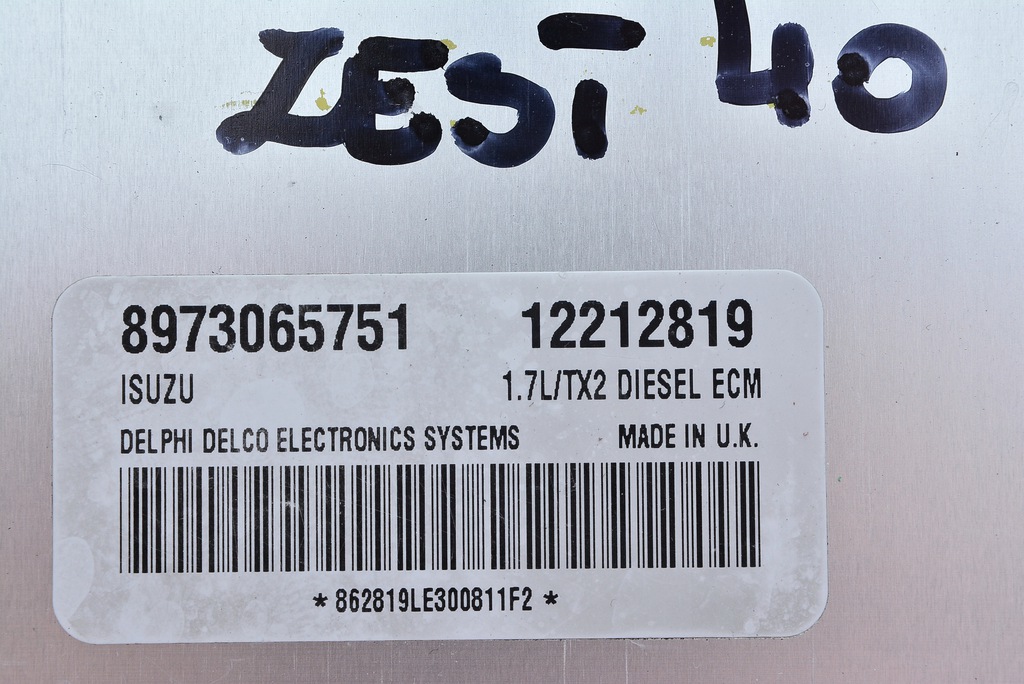 ZEST 40
8973065751 12212819
ISUZU 1.7L/TX2 DIESEL ECM
DELPHI DELCO ELECTRONICS SYSTEMS MADE IN U.K.
* 862819LE300811F2 *